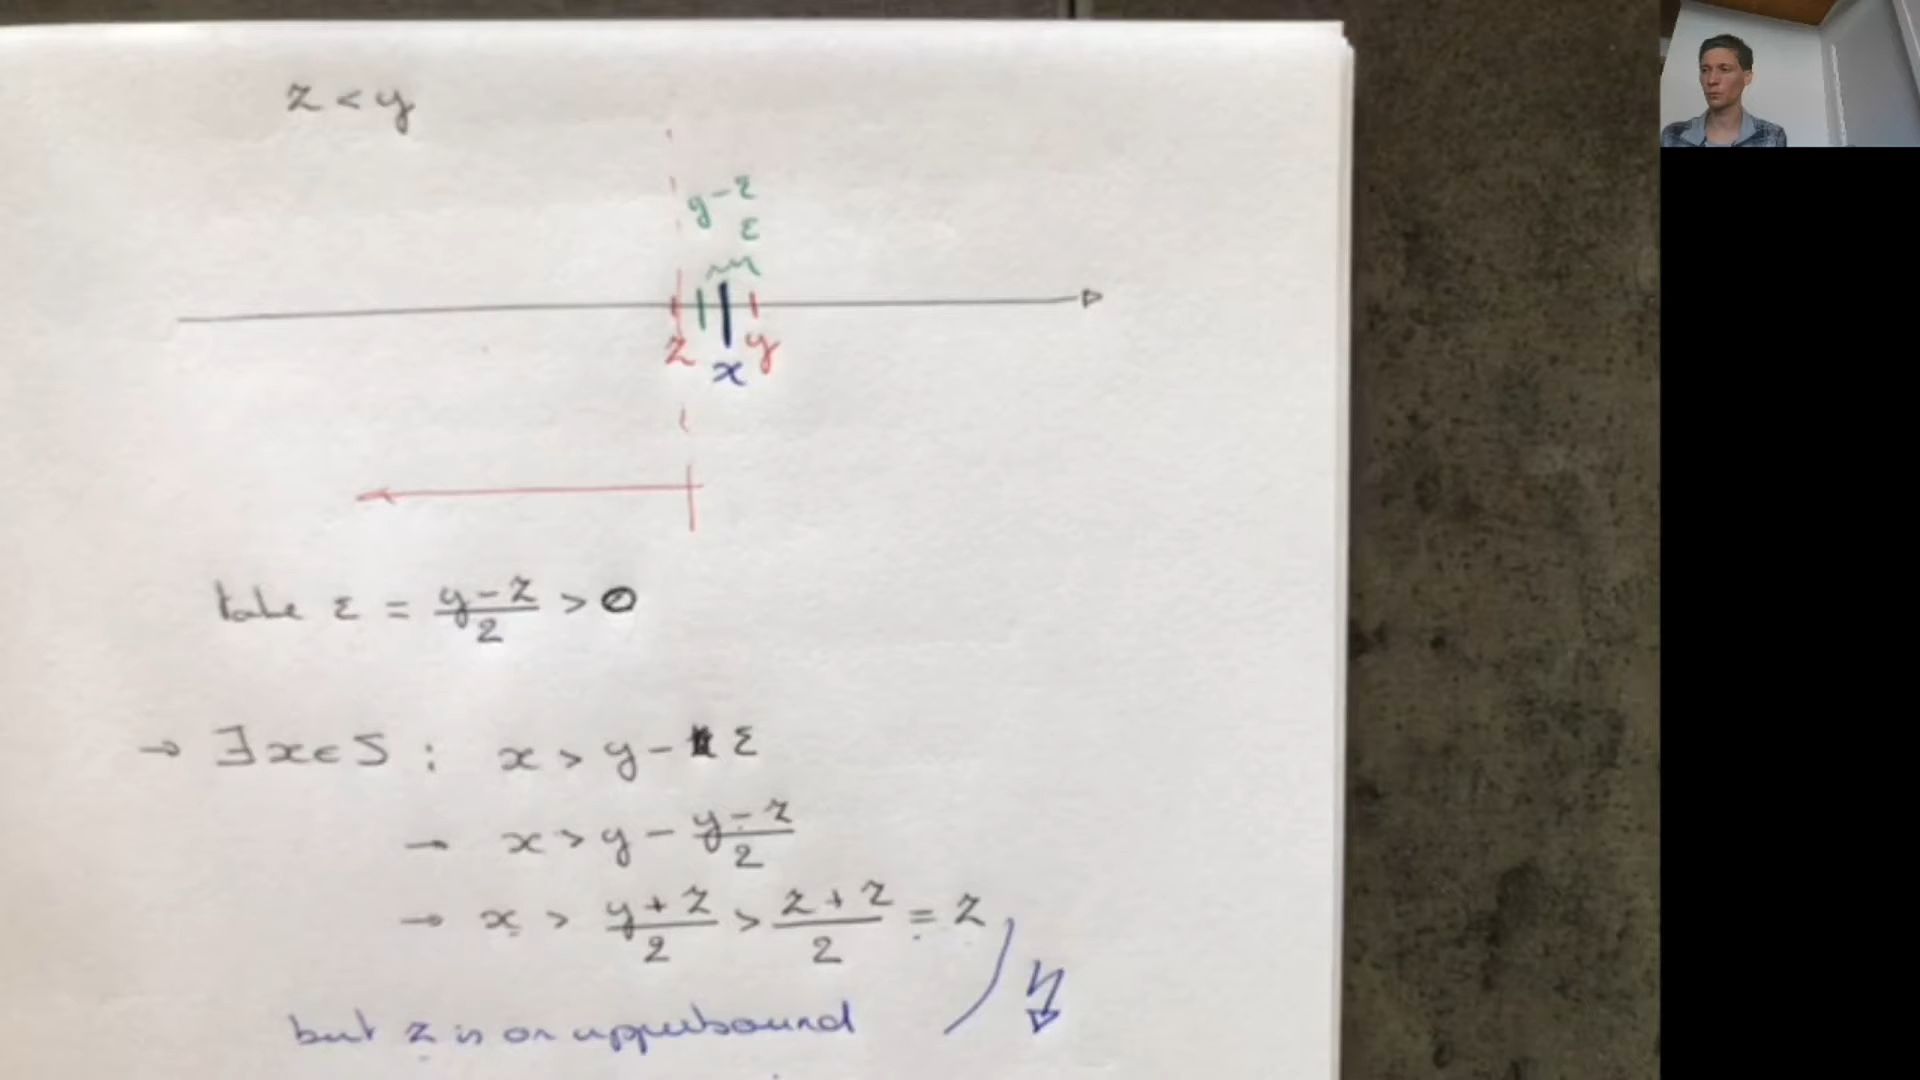 z < y
y - ε
ε
z x y
take ε = (y - z)/2 > 0
→ ∃ x ∈ S : x > y - ε
→ x > y - (y - z)/2
→ x > (y + z)/2 > (z + z)/2 = z
but z is an upperbound